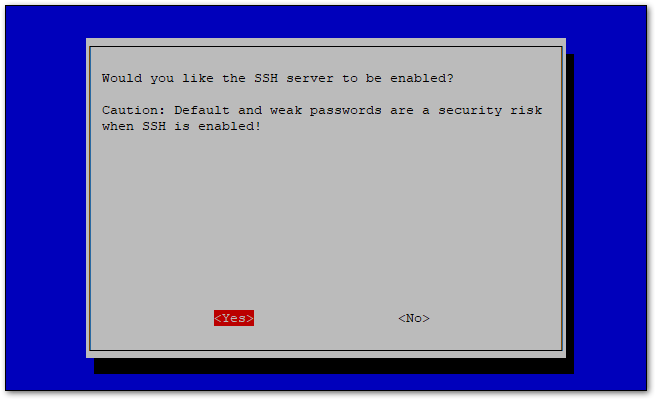 Would you like the SSH server to be enabled?
Caution: Default and weak passwords are a security risk
when SSH is enabled!
<Yes> <No>